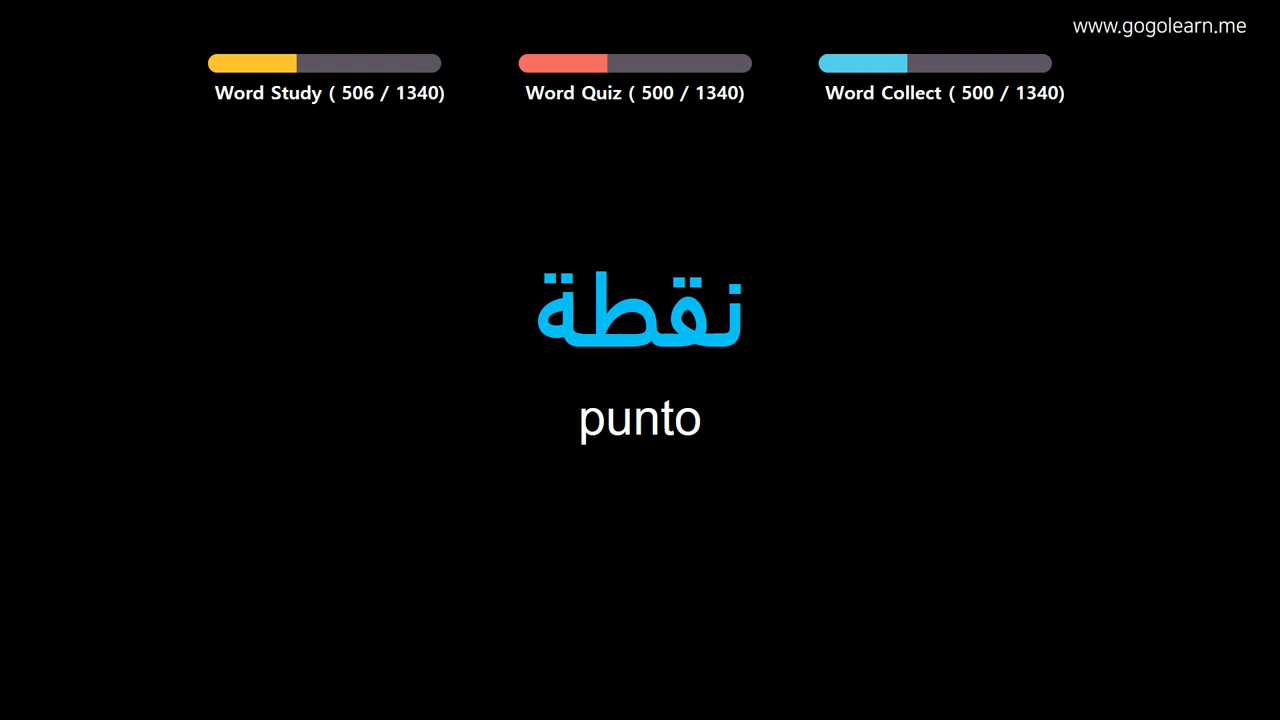 www.gogolearn.me
Word Study ( 506 / 1340)
Word Quiz ( 500 / 1340)
Word Collect ( 500 / 1340)
نقطة
punto